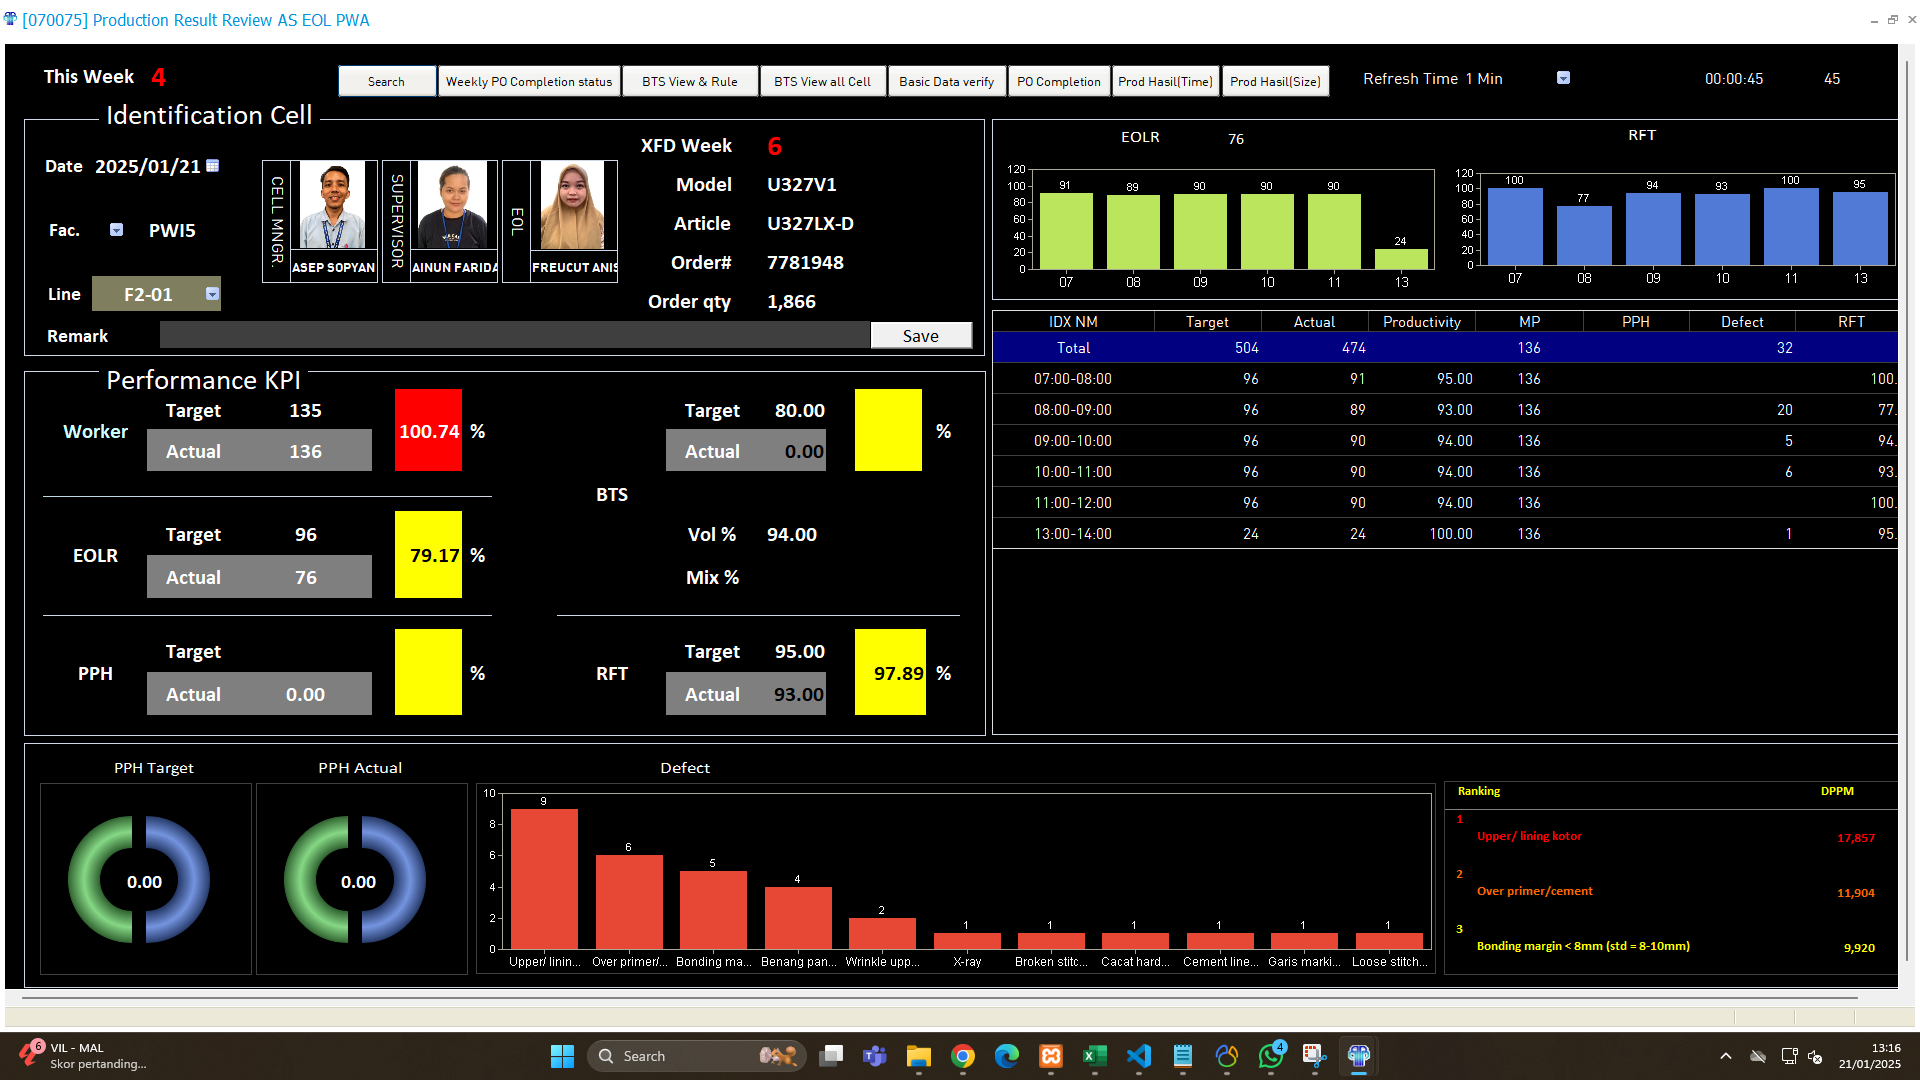 [070075] Production Result Review AS EOL PWA
This Week 4
Search
Weekly PO Completion status
BTS View & Rule
BTS View all Cell
Basic Data verify
PO Completion
Prod Hasil(Time)
Prod Hasil(Size)
Refresh Time 1 Min
00:00:45
45
Identification Cell
Date 2025/01/21
Fac. PWI5
Line F2-01
Remark
Save
CELL MNGR.
ASEP SOPYAN
SUPERVISOR
AINUN FARIDA
EOL
FREUCUT ANIS
XFD Week 6
Model U327V1
Article U327LX-D
Order# 7781948
Order qty 1,866
EOLR 76
120
100
80
60
40
20
0
91 89 90 90 90 24
07 08 09 10 11 13
RFT
120
100
80
60
40
20
0
100 77 94 93 100 95
07 08 09 10 11 13
IDX NM Target Actual Productivity MP PPH Defect RFT
Total 504 474 136 32
07:00-08:00 96 91 95.00 136 100.
08:00-09:00 96 89 93.00 136 20 77.
09:00-10:00 96 90 94.00 136 5 94.
10:00-11:00 96 90 94.00 136 6 93.
11:00-12:00 96 90 94.00 136 100.
13:00-14:00 24 24 100.00 136 1 95.
Performance KPI
Worker
Target 135
Actual 136
100.74 %
EOLR
Target 96
Actual 76
79.17 %
PPH
Target
Actual 0.00
%
BTS
Target 80.00
Actual 0.00
%
Vol % 94.00
Mix %
RFT
Target 95.00
Actual 93.00
97.89 %
PPH Target
0.00
PPH Actual
0.00
Defect
10
8
6
4
2
0
9 6 5 4 2 1 1 1 1 1 1
Upper/ linin... Over primer/... Bonding ma... Benang pan... Wrinkle upp... X-ray Broken stitc... Cacat hard... Cement line... Garis marki... Loose stitch...
Ranking DPPM
1
Upper/ lining kotor 17,857
2
Over primer/cement 11,904
3
Bonding margin < 8mm (std = 8-10mm) 9,920
6
VIL - MAL
Skor pertanding...
Search
4
13:16
21/01/2025